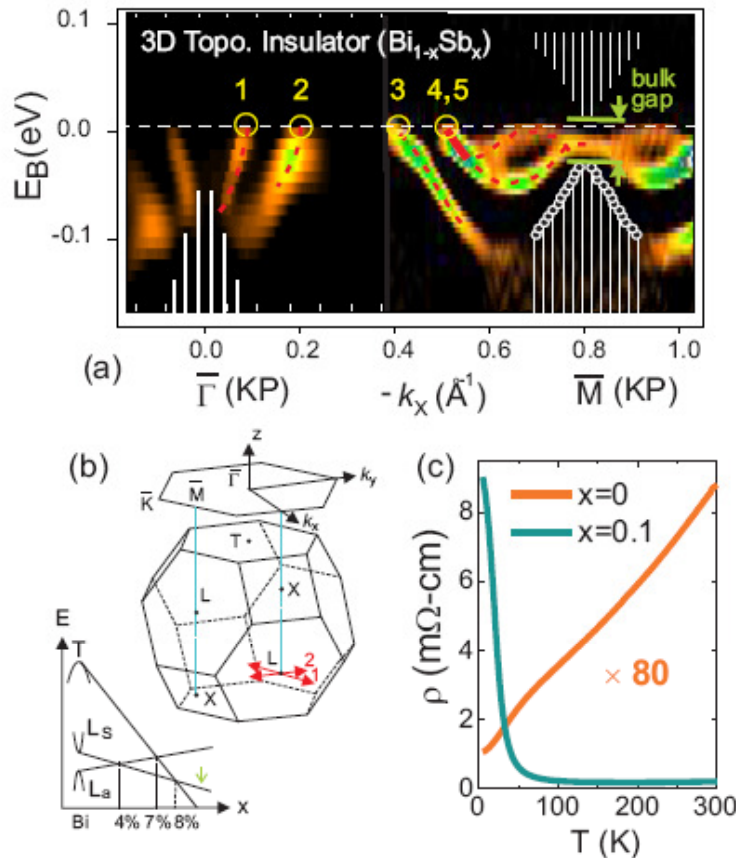 3D Topo. Insulator (Bi1-xSbx)
1 2 3 4,5
bulk
gap
EB(eV)
0.1
0.0
-0.1
0.0 0.2 0.4 0.6 0.8 1.0
(a) Γ̅ (KP) - kX (Å-1) M̅ (KP)
(b)
z
Γ̅
ky
K̅ M̅
kx
T
L X
L 2
1
X
E
T
LS
La
x
Bi 4% 7% 8%
(c)
x=0
x=0.1
ρ (mΩ-cm)
8
6
4
2
0
× 80
0 100 200 300
T (K)